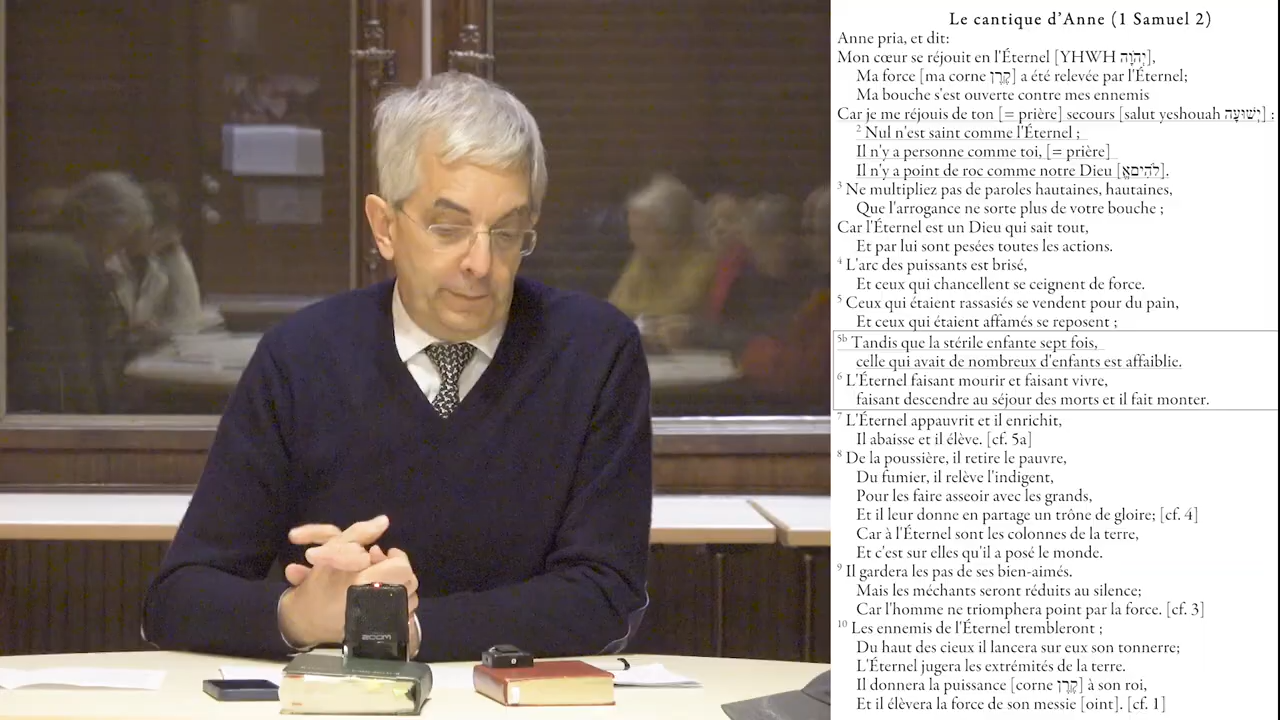 Le cantique d'Anne (1 Samuel 2)
Anne pria, et dit:
Mon cœur se réjouit en l'Éternel [YHWH יְהֹוָה],
Ma force [ma corne קֶרֶן] a été relevée par l'Éternel;
Ma bouche s'est ouverte contre mes ennemis
Car je me réjouis de ton [= prière] secours [salut yeshouah יְשׁוּעָה] :
2 Nul n'est saint comme l'Éternel ;
Il n'y a personne comme toi, [= prière]
Il n'y a point de roc comme notre Dieu [לֹהִיםאֱ].
3 Ne multipliez pas de paroles hautaines, hautaines,
Que l'arrogance ne sorte plus de votre bouche ;
Car l'Éternel est un Dieu qui sait tout,
Et par lui sont pesées toutes les actions.
4 L'arc des puissants est brisé,
Et ceux qui chancellent se ceignent de force.
5 Ceux qui étaient rassasiés se vendent pour du pain,
Et ceux qui étaient affamés se reposent ;
5b Tandis que la stérile enfante sept fois,
celle qui avait de nombreux d'enfants est affaiblie.
6 L'Éternel faisant mourir et faisant vivre,
faisant descendre au séjour des morts et il fait monter.
7 L'Éternel appauvrit et il enrichit,
Il abaisse et il élève. [cf. 5a]
8 De la poussière, il retire le pauvre,
Du fumier, il relève l'indigent,
Pour les faire asseoir avec les grands,
Et il leur donne en partage un trône de gloire; [cf. 4]
Car à l'Éternel sont les colonnes de la terre,
Et c'est sur elles qu'il a posé le monde.
9 Il gardera les pas de ses bien-aimés.
Mais les méchants seront réduits au silence;
Car l'homme ne triomphera point par la force. [cf. 3]
10 Les ennemis de l'Éternel trembleront ;
Du haut des cieux il lancera sur eux son tonnerre;
L'Éternel jugera les extrémités de la terre.
Il donnera la puissance [corne קֶרֶן] à son roi,
Et il élèvera la force de son messie [oint]. [cf. 1]
zoom